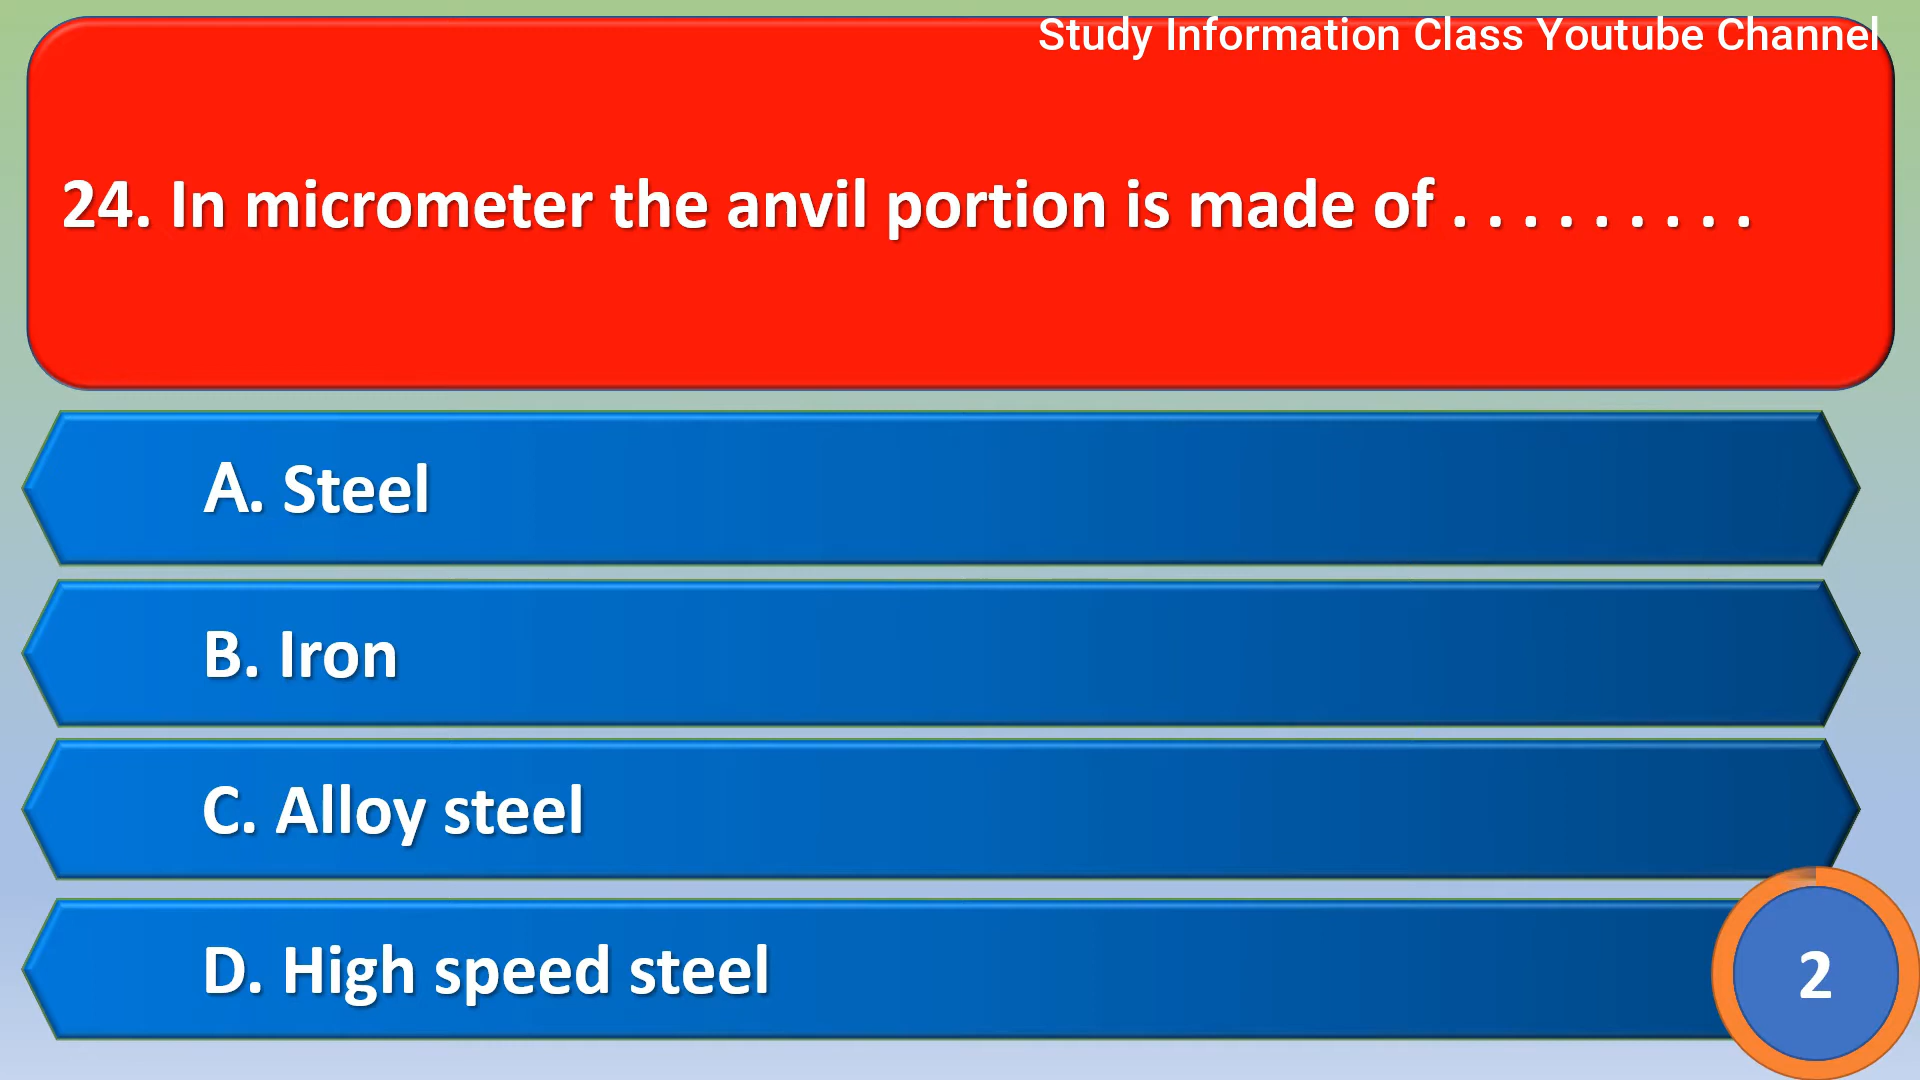 Study Information Class Youtube Channel
24. In micrometer the anvil portion is made of . . . . . . . . .
A. Steel
B. Iron
C. Alloy steel
D. High speed steel
2